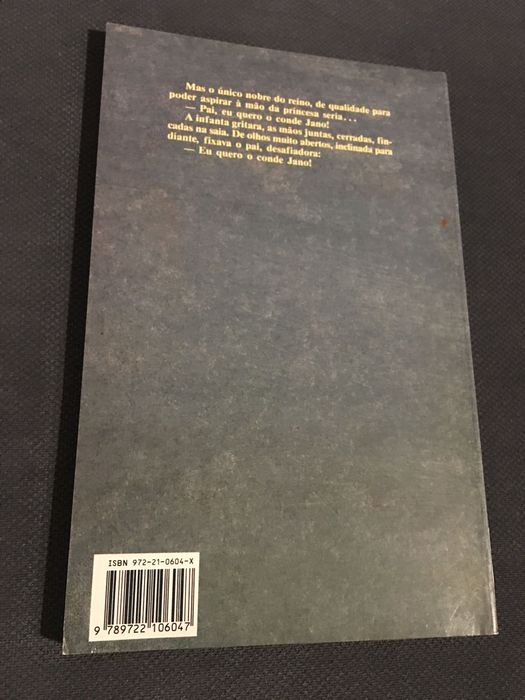 Mas o único nobre do reino, de qualidade para
poder aspirar à mão da princesa seria...
— Pai, eu quero o conde Jano!
A infanta gritara, as mãos juntas, cerradas, fin-
cadas na saia. De olhos muito abertos, inclinada para
diante, fixava o pai, desafiadora:
— Eu quero o conde Jano!
ISBN 972-21-0604-X
9 789722 106047